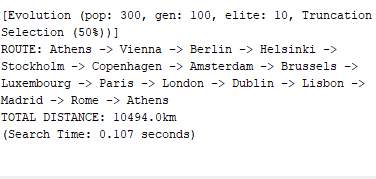 [Evolution (pop: 300, gen: 100, elite: 10, Truncation
Selection (50%))]
ROUTE: Athens -> Vienna -> Berlin -> Helsinki ->
Stockholm -> Copenhagen -> Amsterdam -> Brussels ->
Luxembourg -> Paris -> London -> Dublin -> Lisbon ->
Madrid -> Rome -> Athens
TOTAL DISTANCE: 10494.0km
(Search Time: 0.107 seconds)